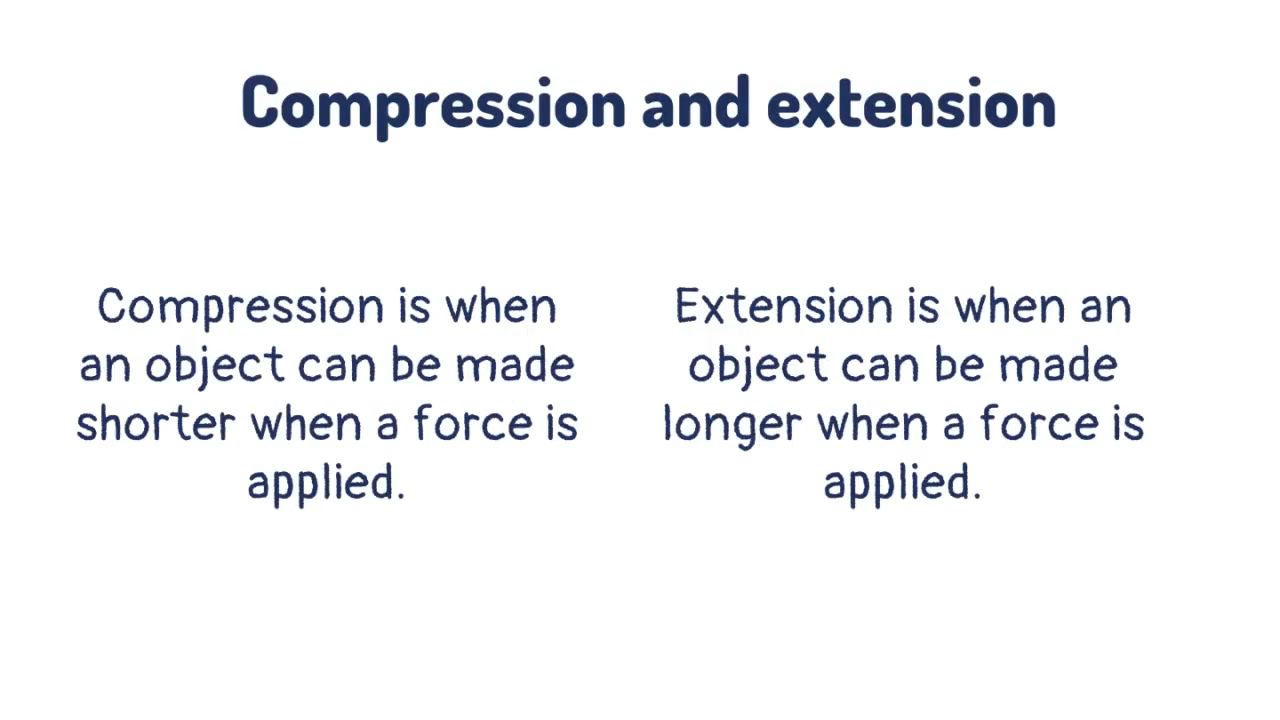 Compression and extension
Compression is when
an object can be made
shorter when a force is
applied.
Extension is when an
object can be made
longer when a force is
applied.